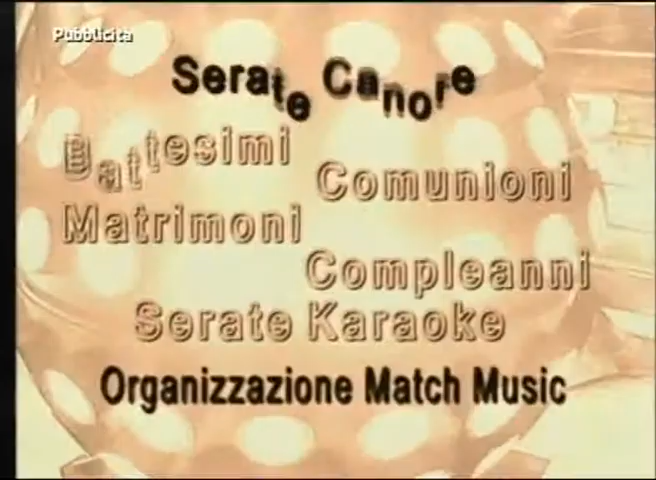 Pubblicità
Serate Canore
Battesimi
Comunioni
Matrimoni
Compleanni
Serate Karaoke
Organizzazione Match Music